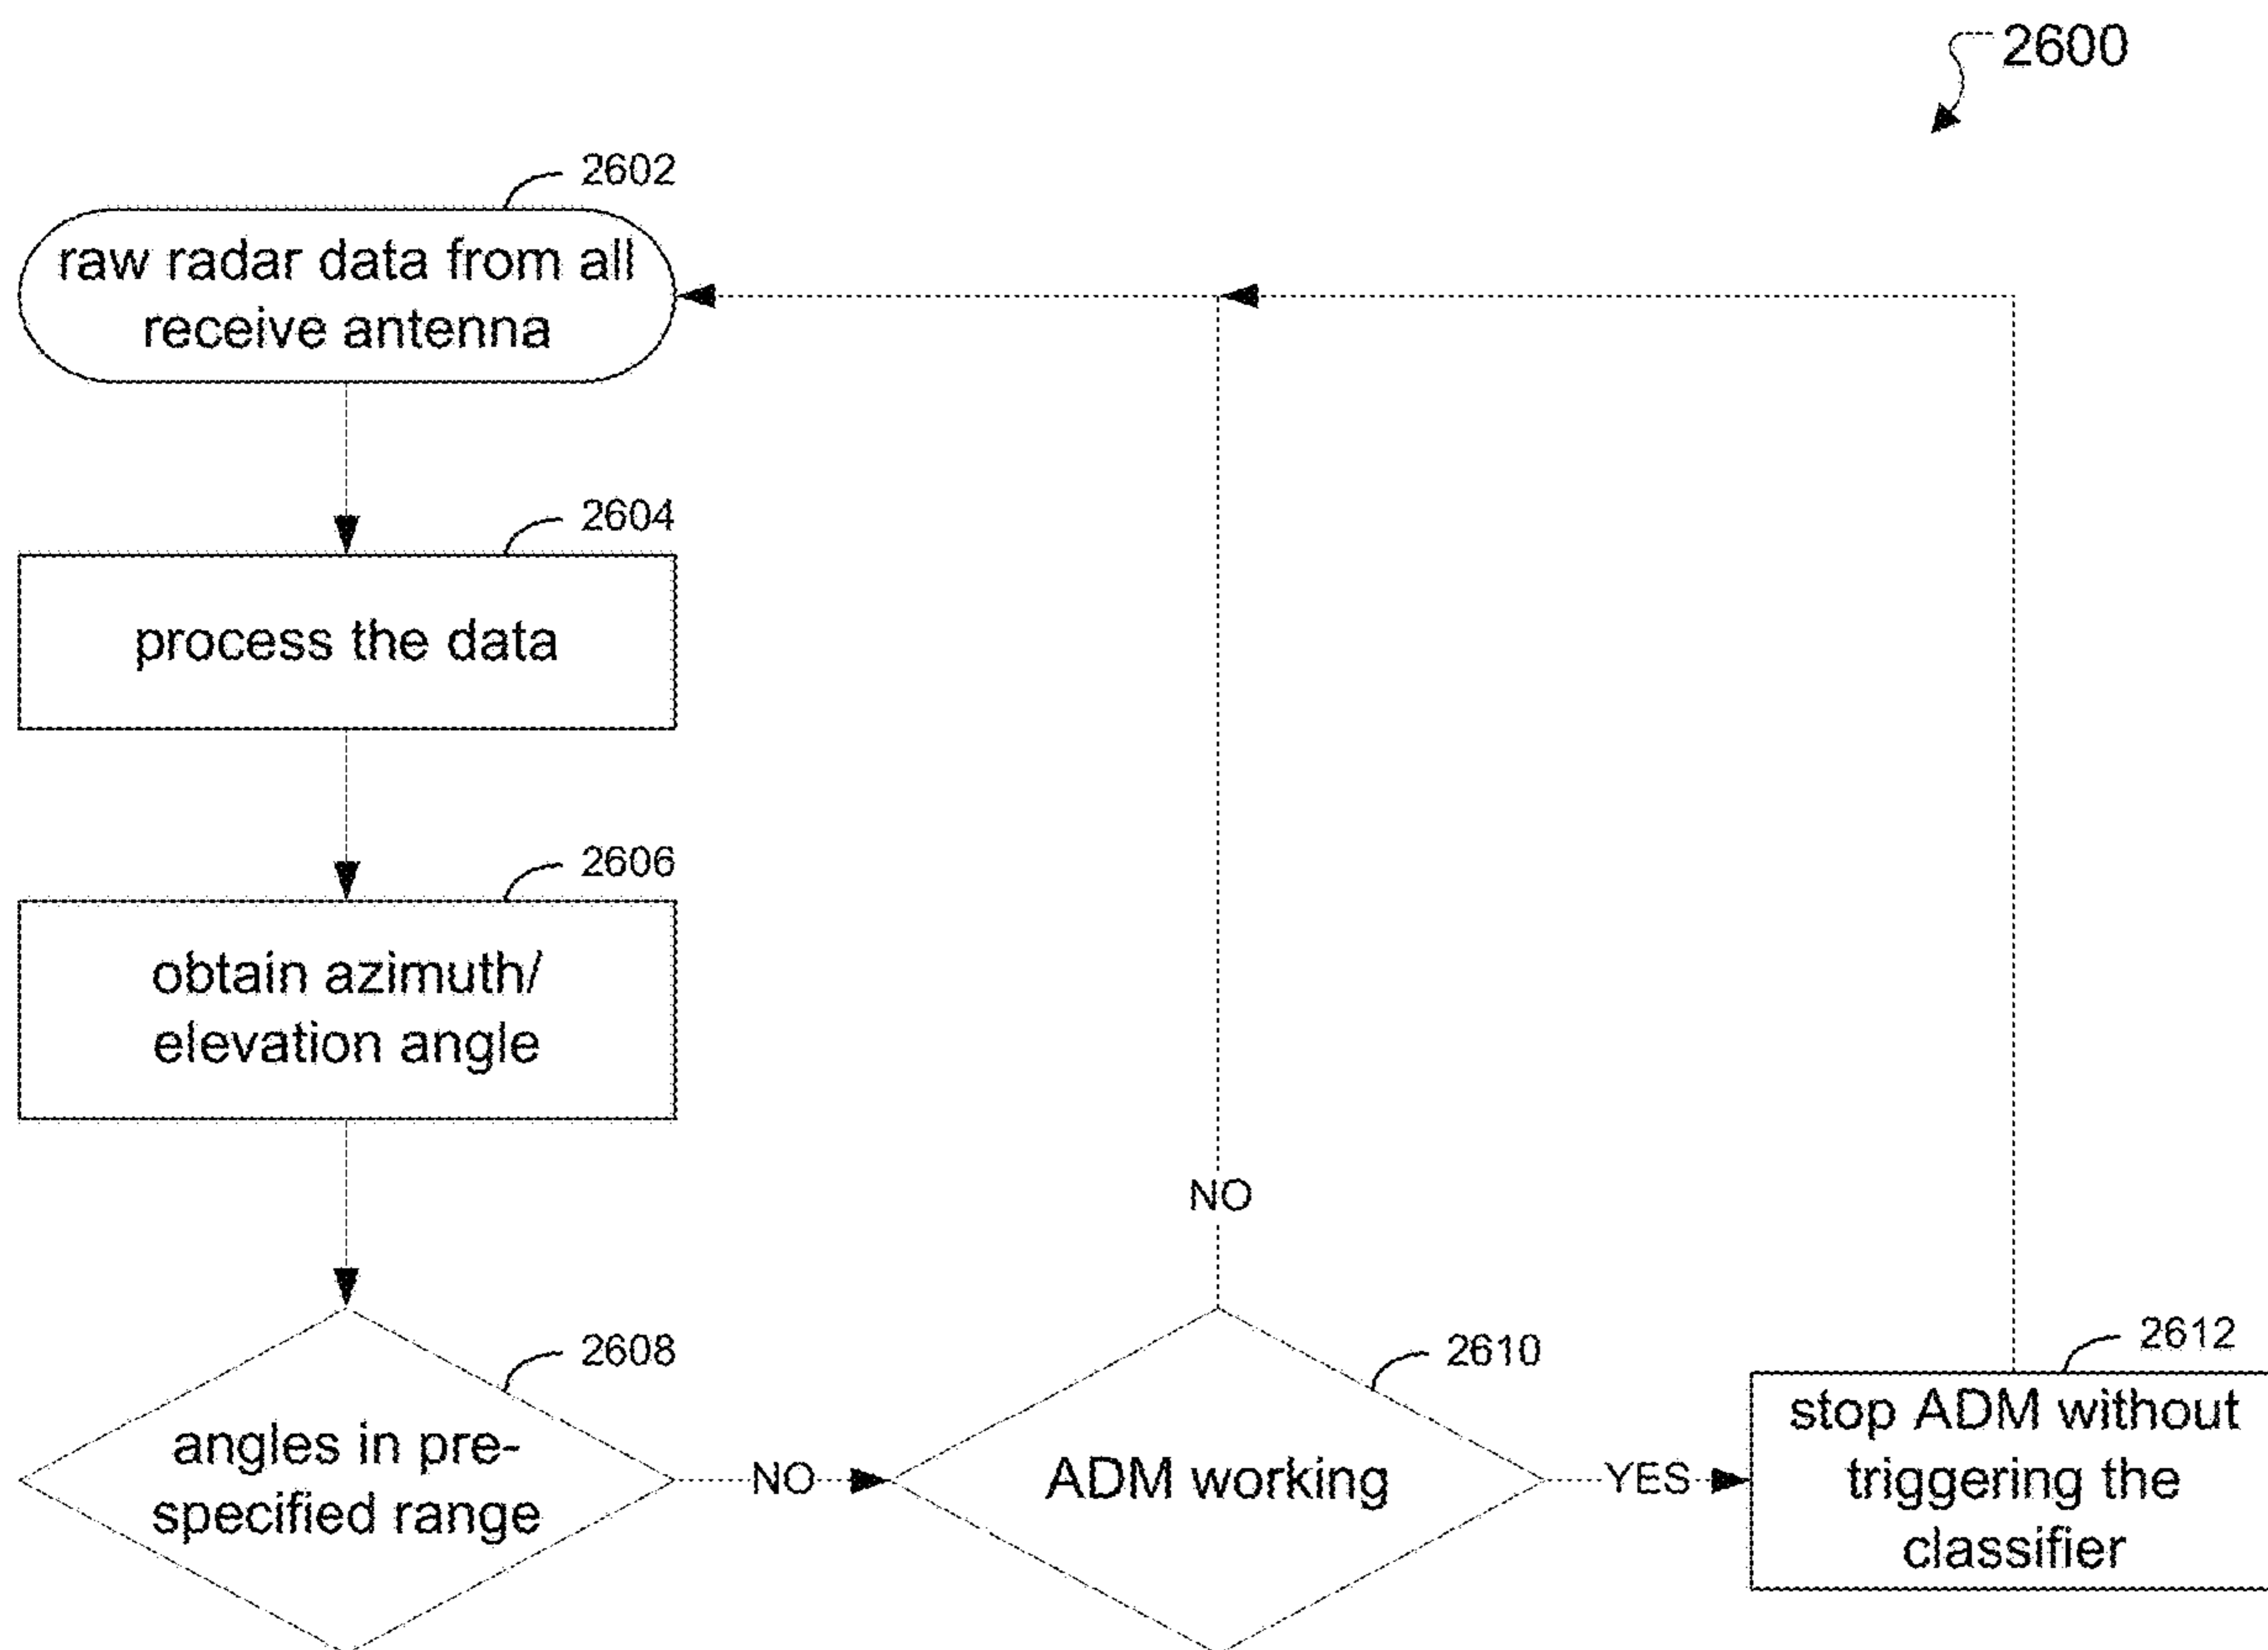 2600
2602
raw radar data from all
receive antenna
2604
process the data
2606
obtain azimuth/
elevation angle
2608
angles in pre-
specified range
NO
2610
ADM working
NO
YES
2612
stop ADM without
triggering the
classifier